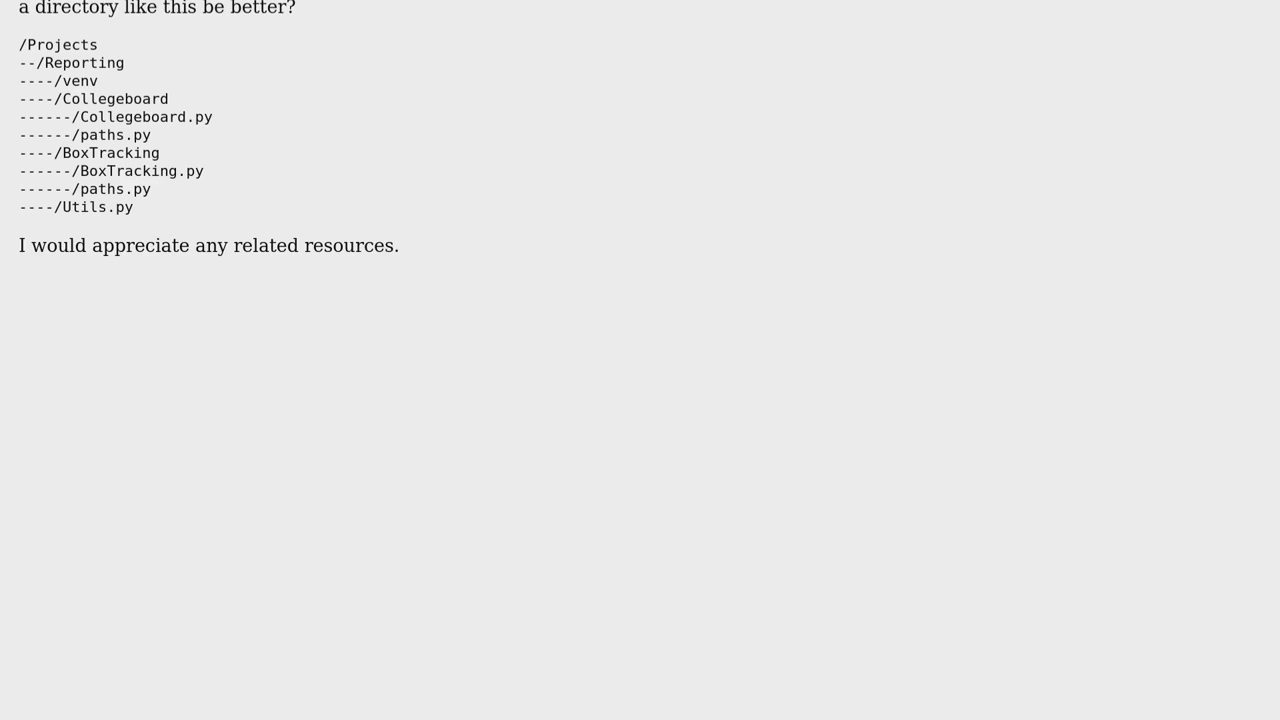 a directory like this be better?
/Projects
--/Reporting
----/venv
----/Collegeboard
------/Collegeboard.py
------/paths.py
----/BoxTracking
------/BoxTracking.py
------/paths.py
----/Utils.py
I would appreciate any related resources.